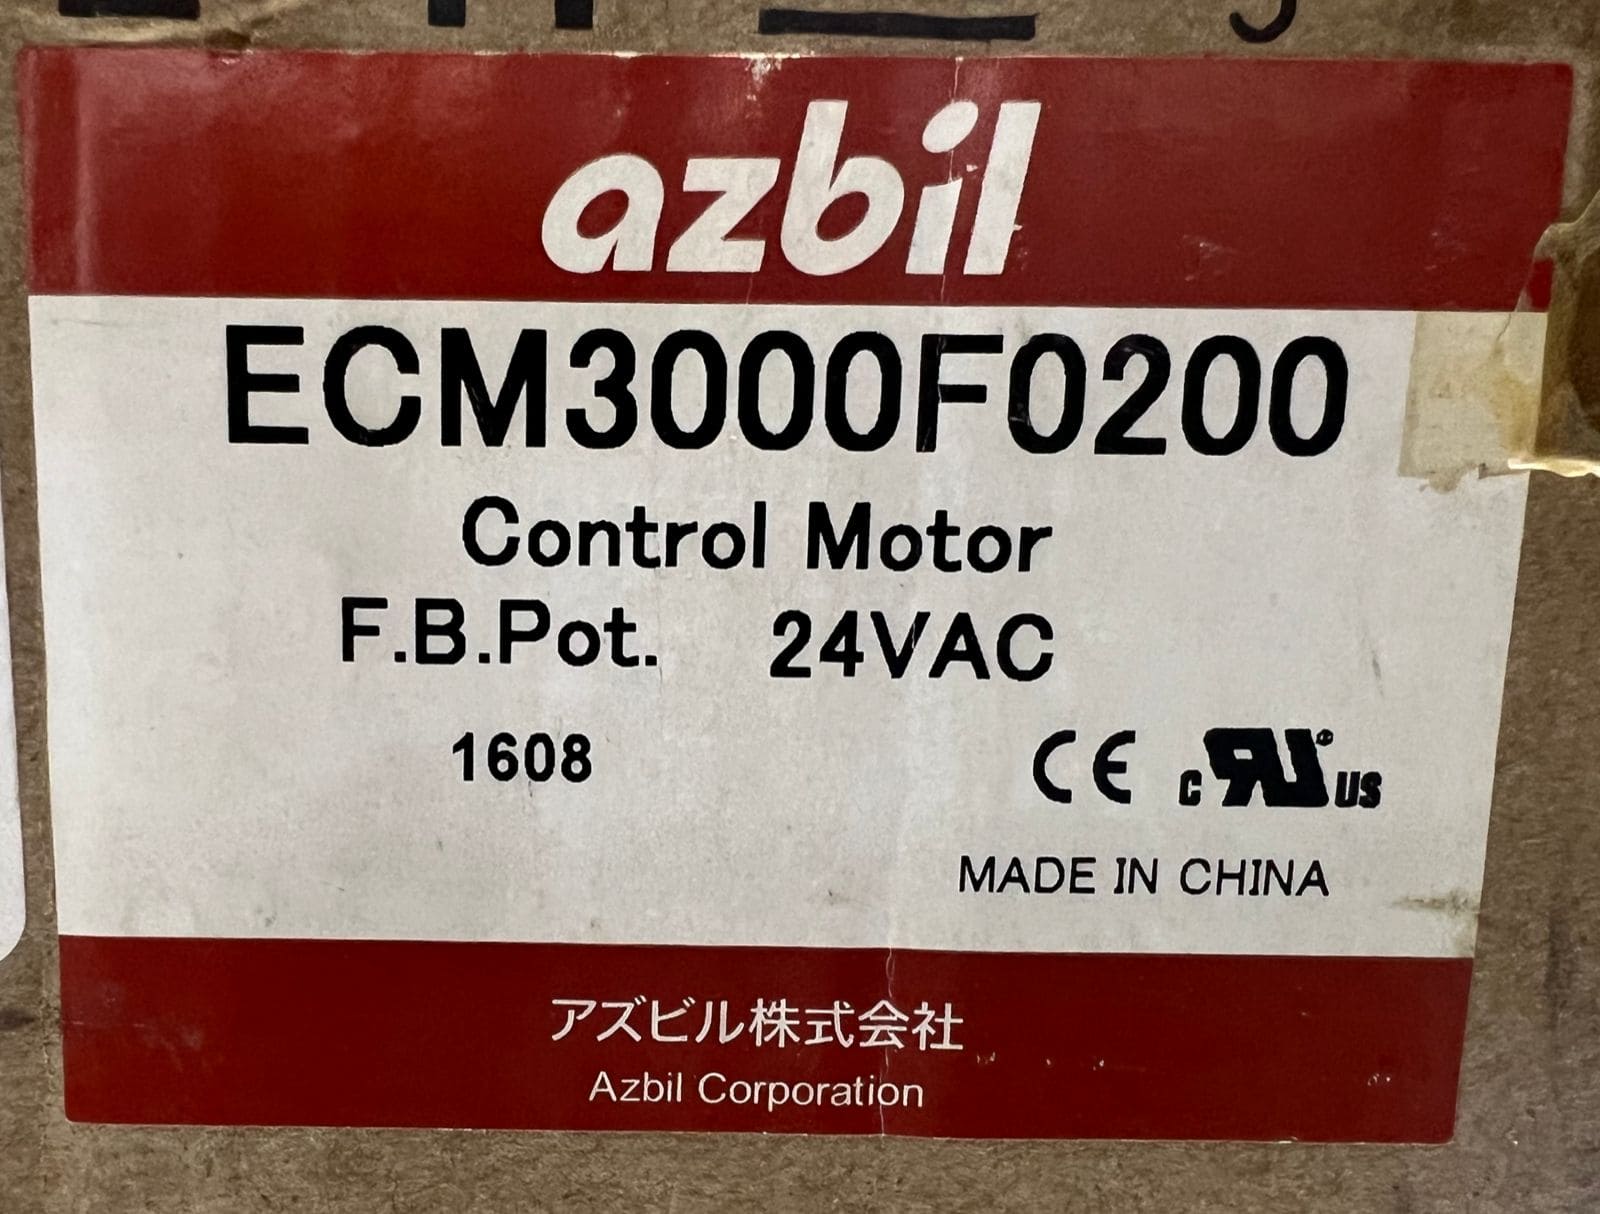 azbil
ECM3000F0200
Control Motor
F.B.Pot. 24VAC
1608
CE c RU ® US
MADE IN CHINA
アズビル株式会社
Azbil Corporation